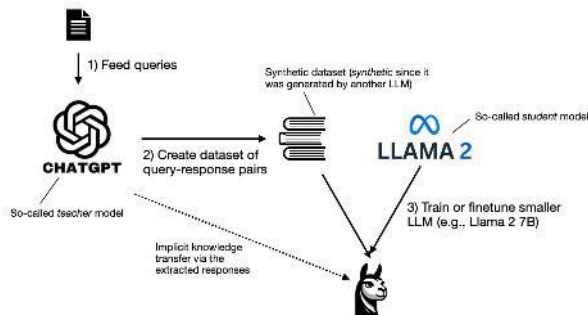 1) Feed queries
Synthetic dataset (synthetic since it
was generated by another LLM)
So-called student model
CHATGPT
2) Create dataset of
query-response pairs
LLAMA 2
So-called teacher model
3) Train or finetune smaller
LLM (e.g., Llama 2 7B)
Implicit knowledge
transfer via the
extracted responses